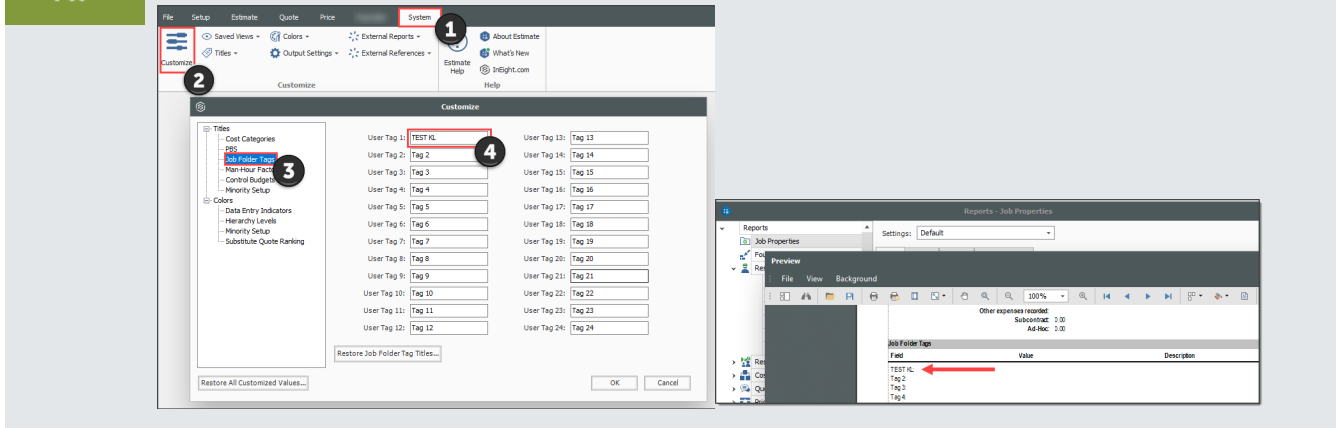 File Setup Estimate Quote Price System
1
Customize
Saved Views Colors External Reports
Titles Output Settings External References
Customize
2
Estimate Help
About Estimate
What's New
InEight.com
Help
Customize
Titles
Cost Categories
PBS
Job Folder Tags
Man-Hour
Control Budgets
Minority Setup
Colors
Data Entry Indicators
Hierarchy Levels
Minority Setup
Substitute Quote Ranking
3
4
User Tag 1: TEST KL User Tag 13: Tag 13
User Tag 2: Tag 2 User Tag 14: Tag 14
User Tag 3: Tag 3 User Tag 15: Tag 15
User Tag 4: Tag 4 User Tag 16: Tag 16
User Tag 5: Tag 5 User Tag 17: Tag 17
User Tag 6: Tag 6 User Tag 18: Tag 18
User Tag 7: Tag 7 User Tag 19: Tag 19
User Tag 8: Tag 8 User Tag 20: Tag 20
User Tag 9: Tag 9 User Tag 21: Tag 21
User Tag 10: Tag 10 User Tag 22: Tag 22
User Tag 11: Tag 11 User Tag 23: Tag 23
User Tag 12: Tag 12 User Tag 24: Tag 24
Restore Job Folder Tag Titles...
Restore All Customized Values... OK Cancel
Reports - Job Properties
Reports
Job Properties
Settings: Default
Preview
File View Background
100%
Other expenses recorded:
Subcontract: 0.00
Ad-Hoc: 0.00
Job Folder Tags
Field Value Description
TEST KL:
Tag 2:
Tag 3:
Tag 4: